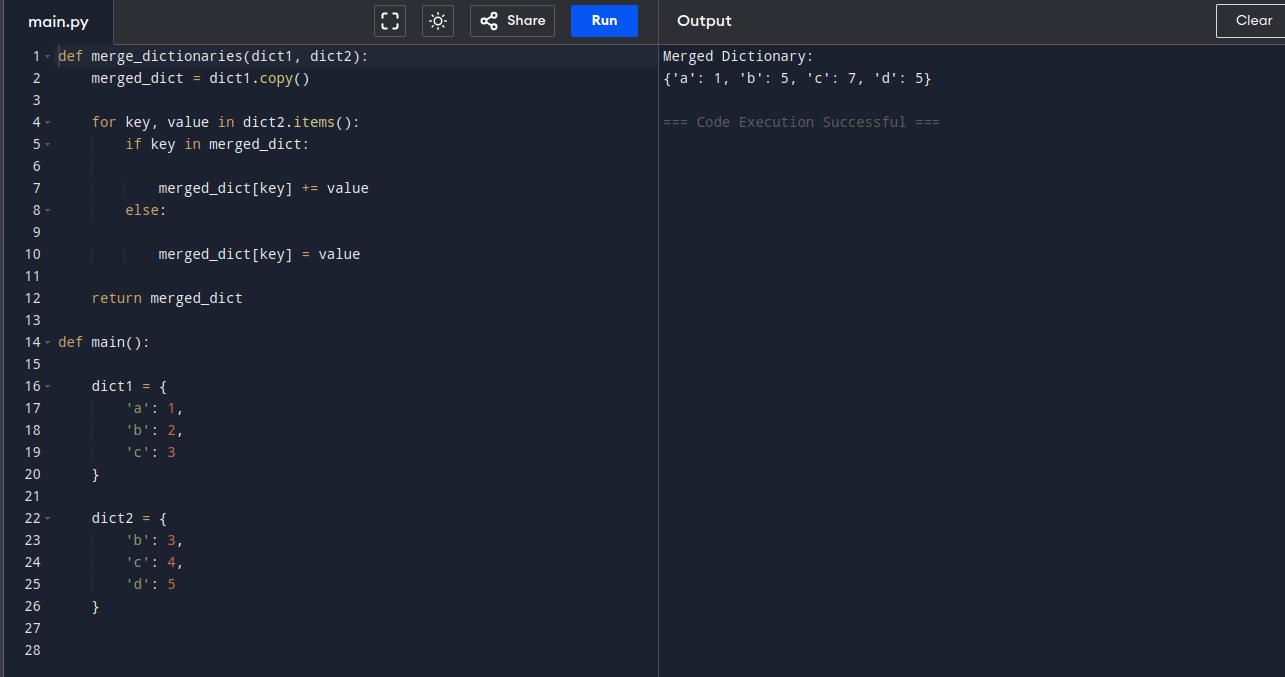 main.py Share Run Output Clear
1 def merge_dictionaries(dict1, dict2):
2     merged_dict = dict1.copy()
3
4     for key, value in dict2.items():
5         if key in merged_dict:
6
7             merged_dict[key] += value
8         else:
9
10             merged_dict[key] = value
11
12     return merged_dict
13
14 def main():
15
16     dict1 = {
17         'a': 1,
18         'b': 2,
19         'c': 3
20     }
21
22     dict2 = {
23         'b': 3,
24         'c': 4,
25         'd': 5
26     }
27
28
Merged Dictionary:
{'a': 1, 'b': 5, 'c': 7, 'd': 5}
=== Code Execution Successful ===